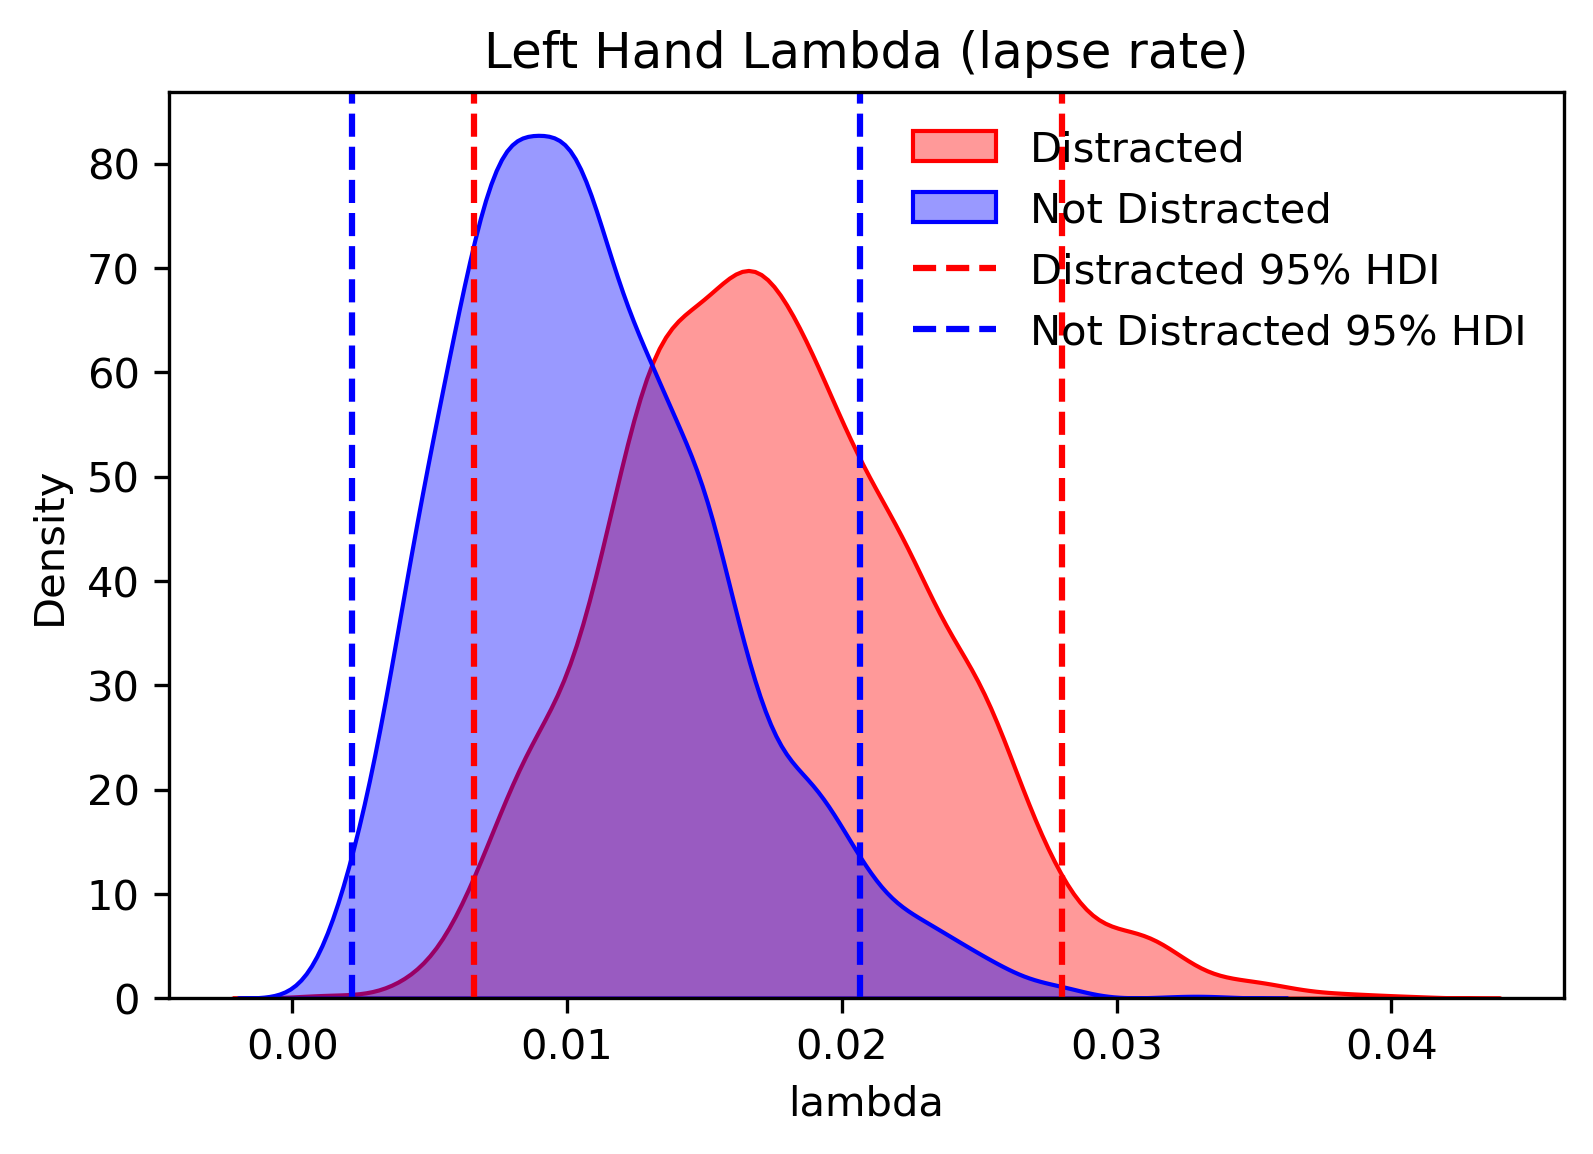 Left Hand Lambda (lapse rate)
Distracted
Not Distracted
Distracted 95% HDI
Not Distracted 95% HDI
Density
80
70
60
50
40
30
20
10
0
0.00 0.01 0.02 0.03 0.04
lambda